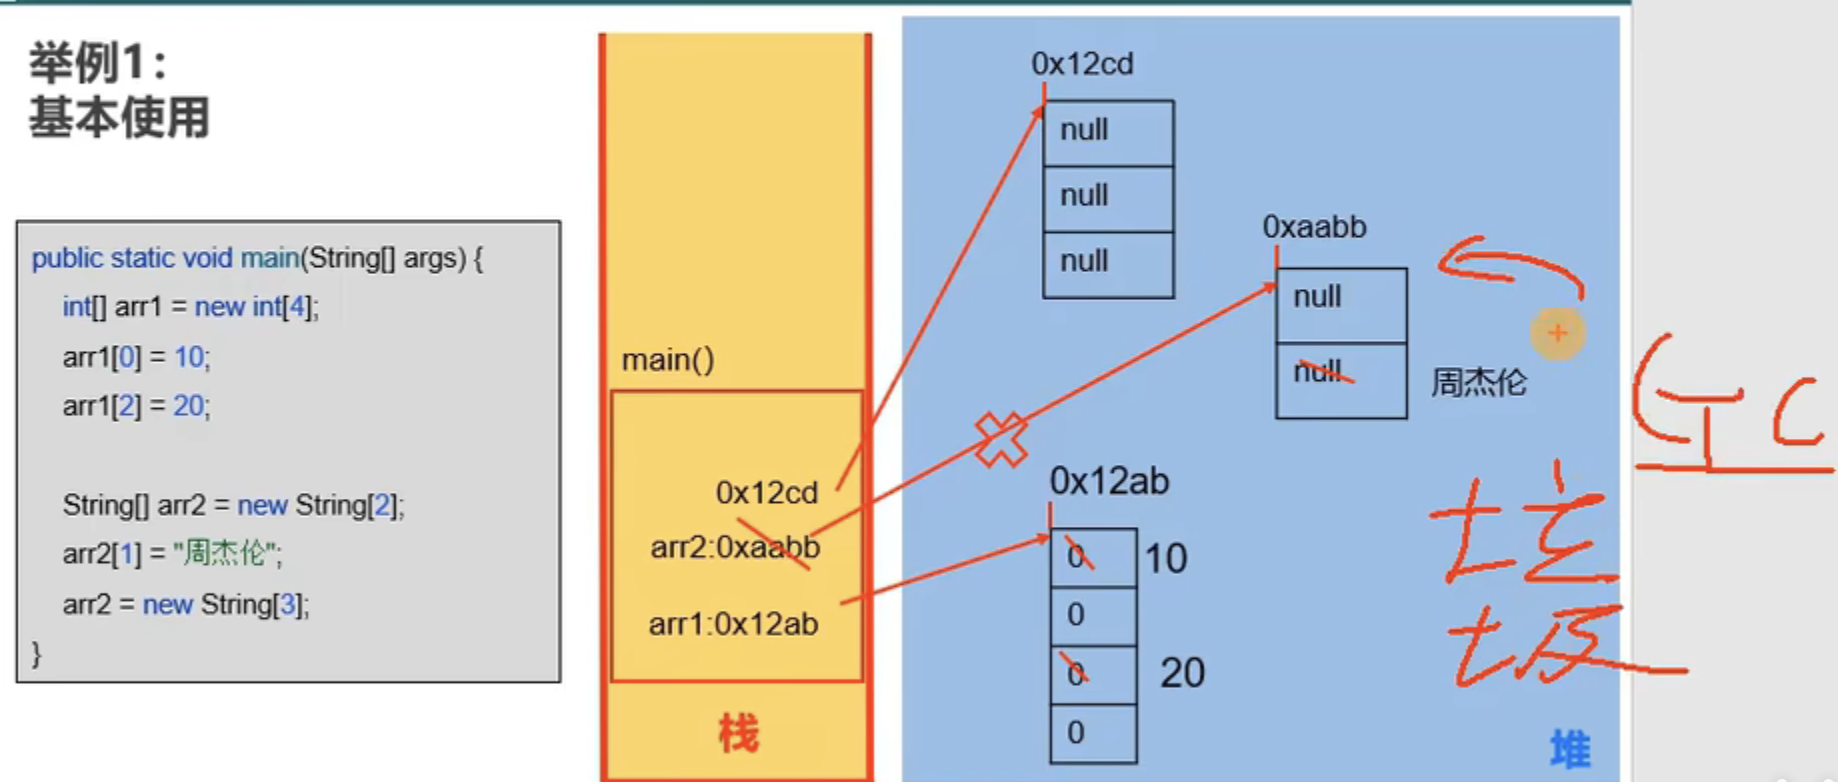 举例1：
基本使用
public static void main(String[] args) {
int[] arr1 = new int[4];
arr1[0] = 10;
arr1[2] = 20;
String[] arr2 = new String[2];
arr2[1] = "周杰伦";
arr2 = new String[3];
}
main()
0x12cd
arr2:0xaabb
arr1:0x12ab
栈
0x12cd
null
null
null
0xaabb
null
null
周杰伦
0x12ab
0
10
0
0
20
0
堆
GC
垃
圾